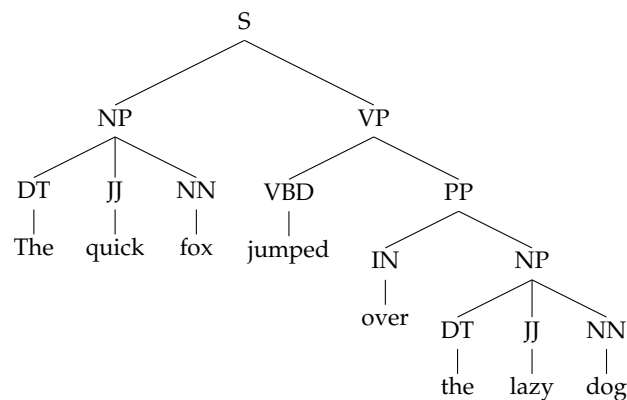 S
NP VP
DT JJ NN VBD PP
The quick fox jumped IN NP
over DT JJ NN
the lazy dog